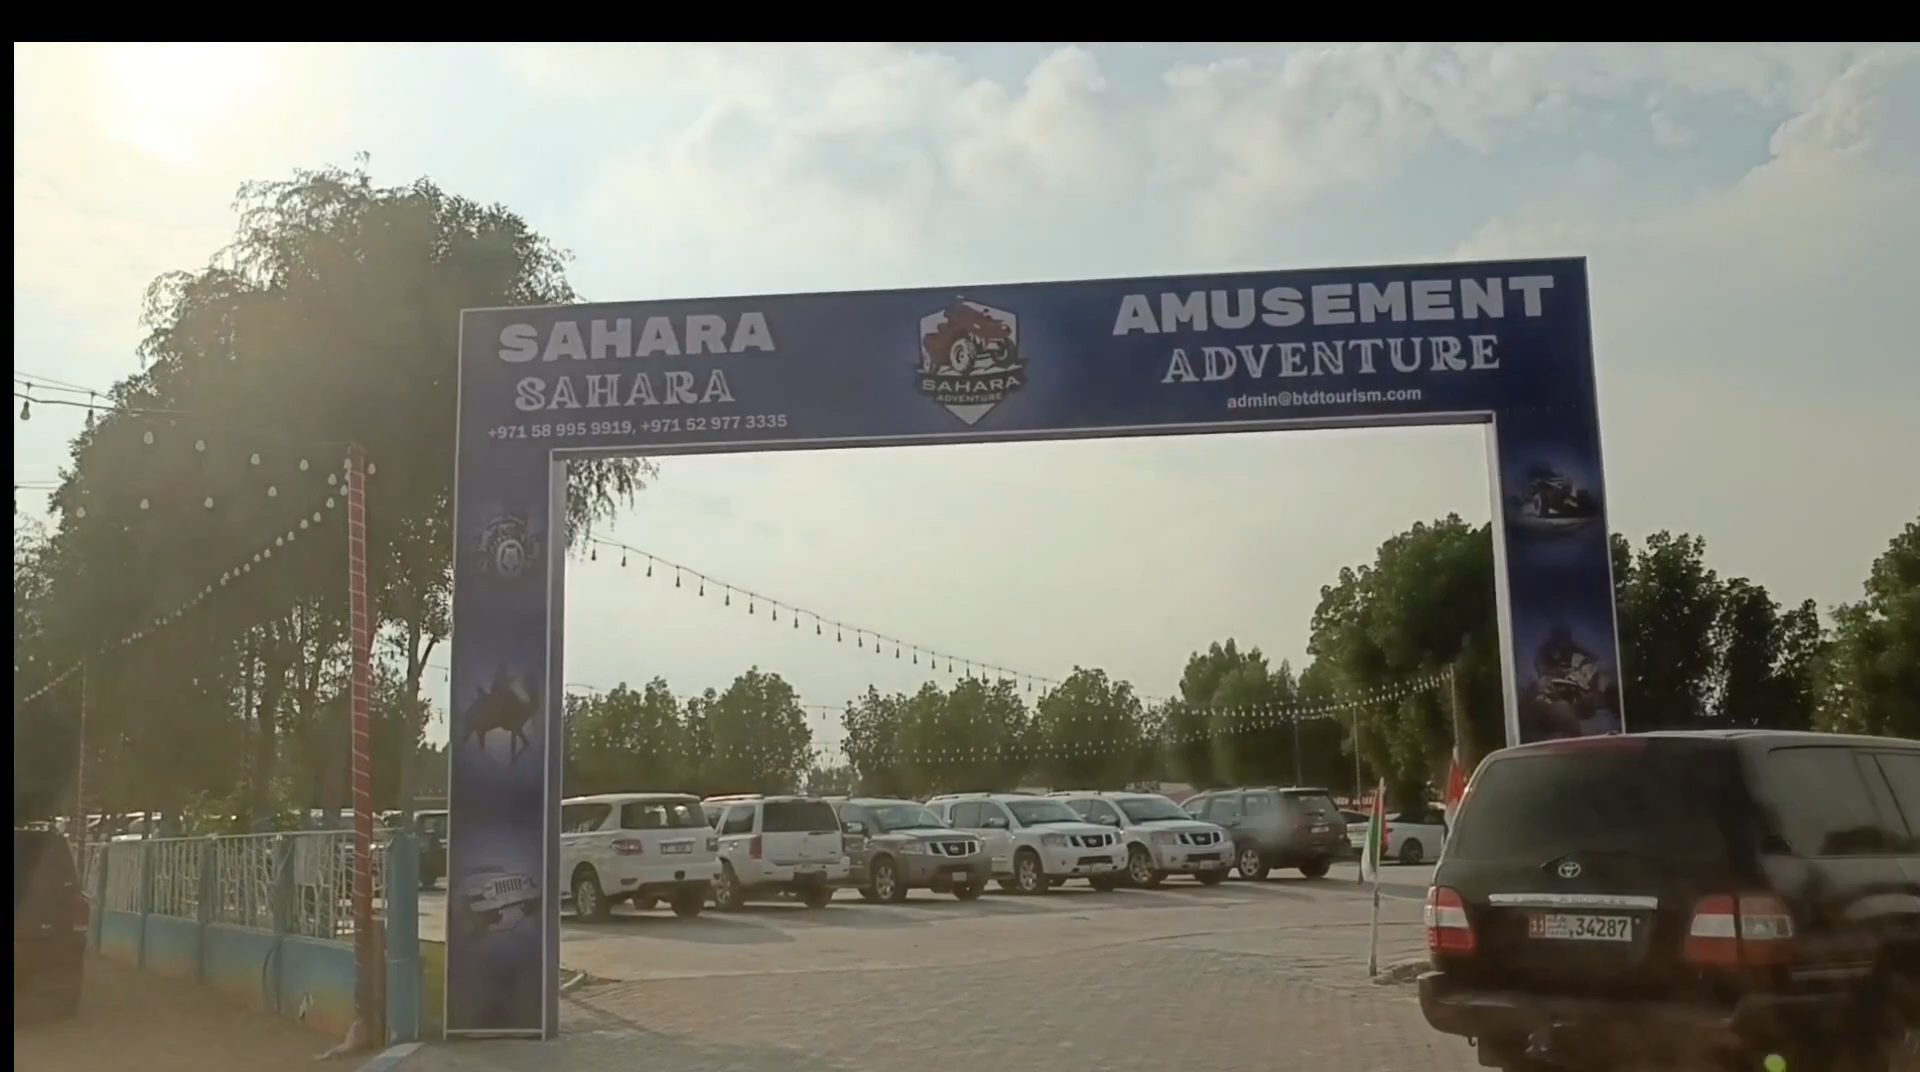 SAHARA
SAHARA
+971 58 995 9919, +971 52 977 3335
SAHARA
ADVENTURE
AMUSEMENT
ADVENTURE
admin@btdtourism.com
34287